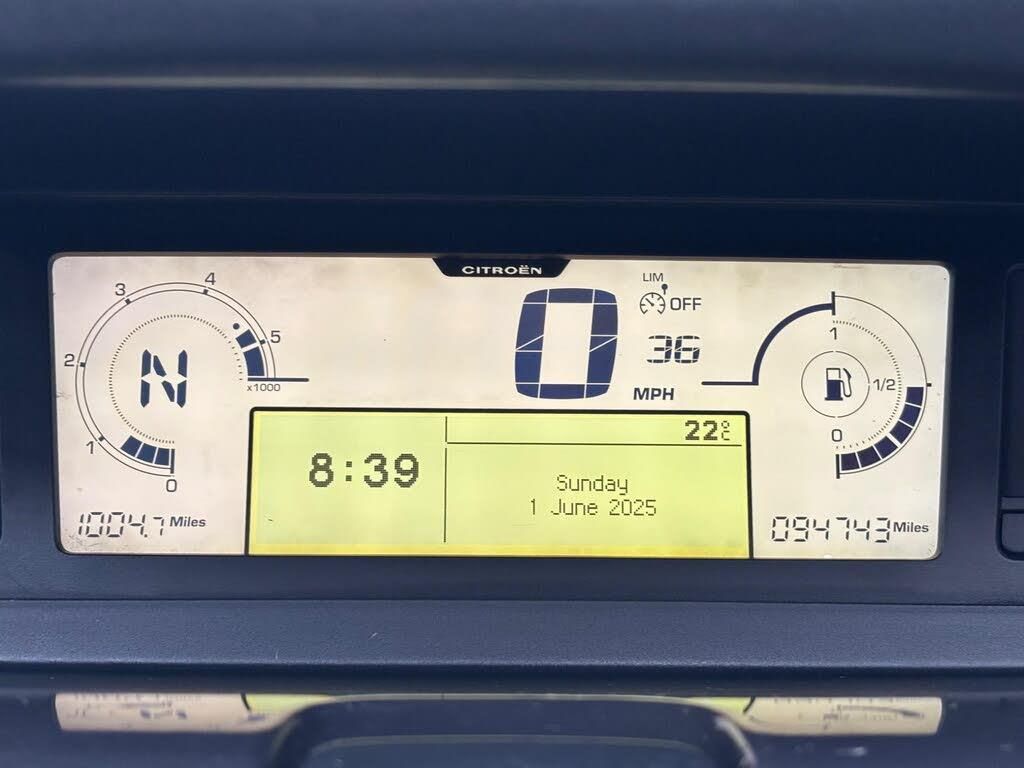 CITROËN
LIM
OFF
0
36
MPH
4
3
5
2
1
0
x1000
N
1
1/2
0
22°C
8:39
Sunday
1 June 2025
1004.7 Miles
094743 Miles